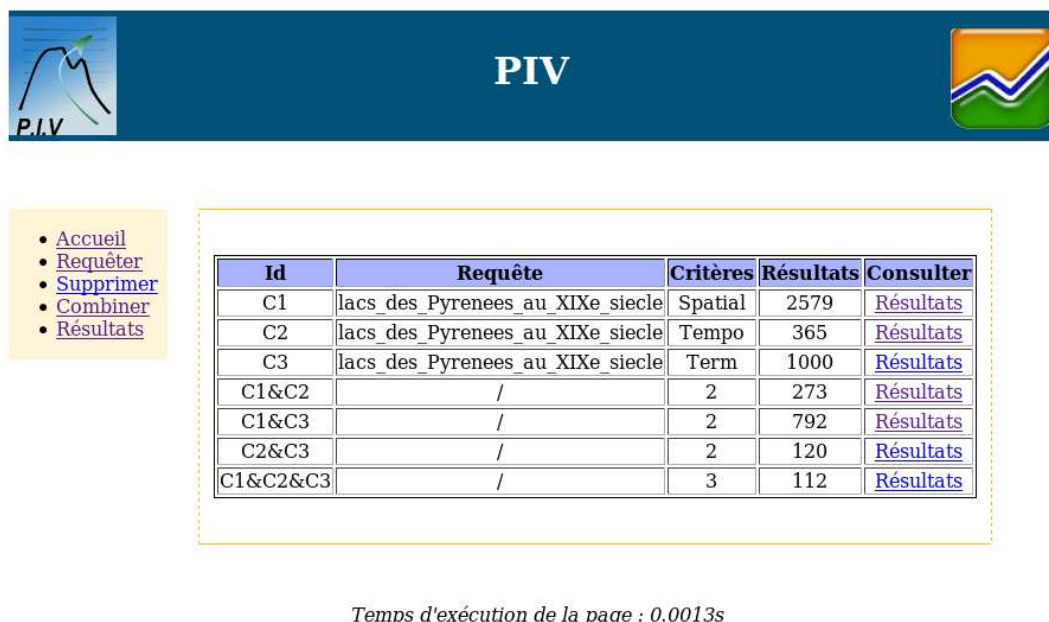 PIV
P.I.V
Accueil
Requêter
Supprimer
Combiner
Résultats
Id Requête Critères Résultats Consulter
C1 lacs_des_Pyrenees_au_XIXe_siecle Spatial 2579 Résultats
C2 lacs_des_Pyrenees_au_XIXe_siecle Tempo 365 Résultats
C3 lacs_des_Pyrenees_au_XIXe_siecle Term 1000 Résultats
C1&C2 / 2 273 Résultats
C1&C3 / 2 792 Résultats
C2&C3 / 2 120 Résultats
C1&C2&C3 / 3 112 Résultats
Temps d'exécution de la page : 0.0013s